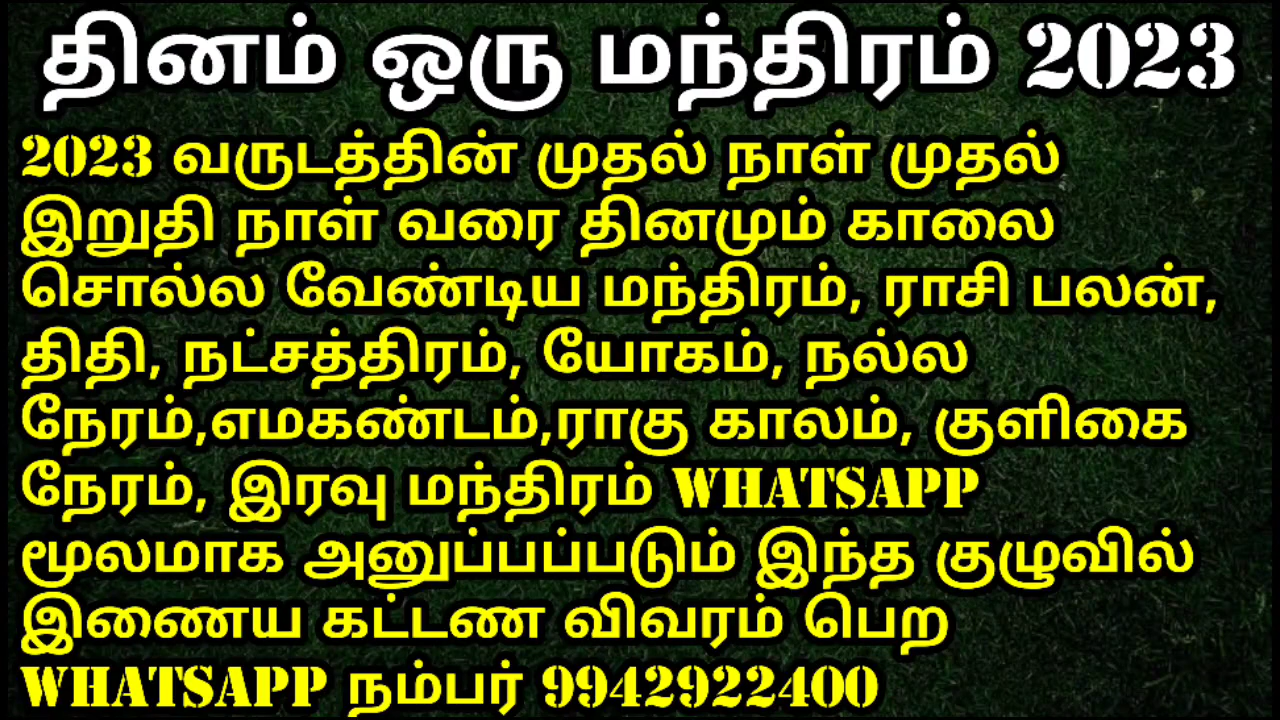 தினம் ஒரு மந்திரம் 2023
2023 வருடத்தின் முதல் நாள் முதல்
இறுதி நாள் வரை தினமும் காலை
சொல்ல வேண்டிய மந்திரம், ராசி பலன்,
திதி, நட்சத்திரம், யோகம், நல்ல
நேரம்,எமகண்டம்,ராகு காலம், குளிகை
நேரம், இரவு மந்திரம் WHATSAPP
மூலமாக அனுப்பப்படும் இந்த குழுவில்
இணைய கட்டண விவரம் பெற
WHATSAPP நம்பர் 9942922400